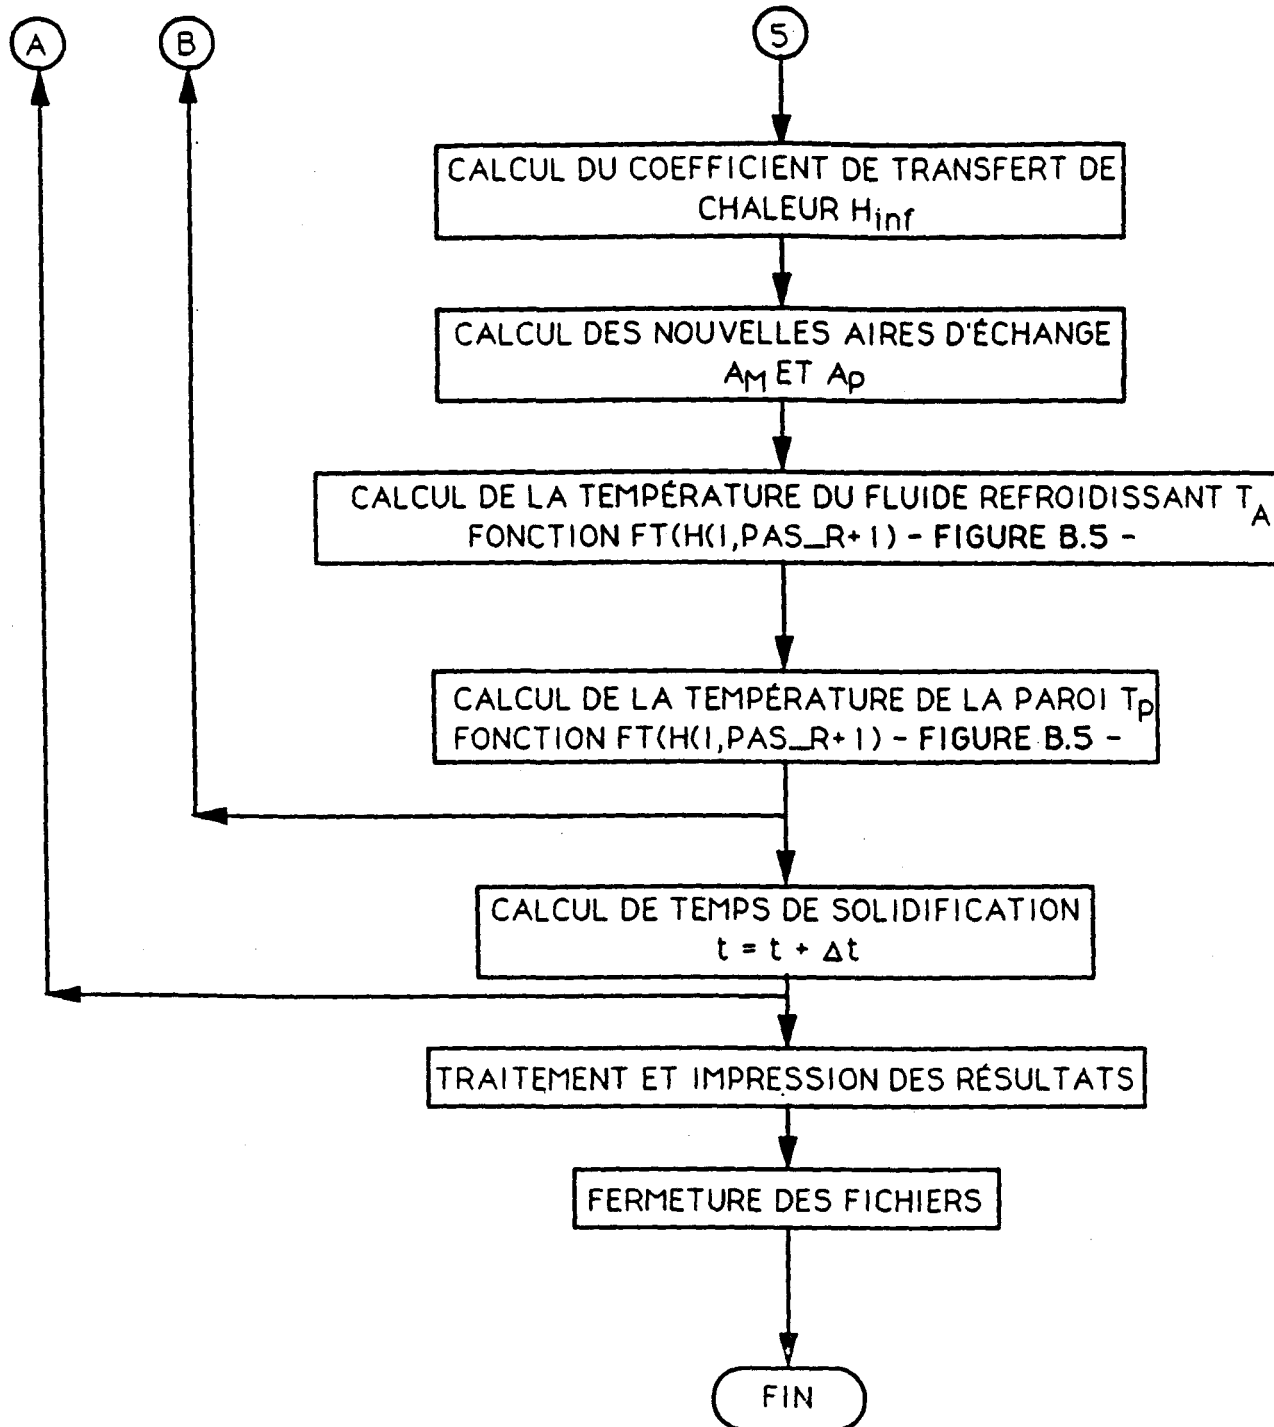 A
B
5
CALCUL DU COEFFICIENT DE TRANSFERT DE
CHALEUR Hinf
CALCUL DES NOUVELLES AIRES D'ÉCHANGE
AM ET AP
CALCUL DE LA TEMPÉRATURE DU FLUIDE REFROIDISSANT TA
FONCTION FT(H(I,PAS_R+1) - FIGURE B.5 -
CALCUL DE LA TEMPÉRATURE DE LA PAROI TP
FONCTION FT(H(I,PAS_R+1) - FIGURE B.5 -
CALCUL DE TEMPS DE SOLIDIFICATION
t = t + Δt
TRAITEMENT ET IMPRESSION DES RÉSULTATS
FERMETURE DES FICHIERS
FIN